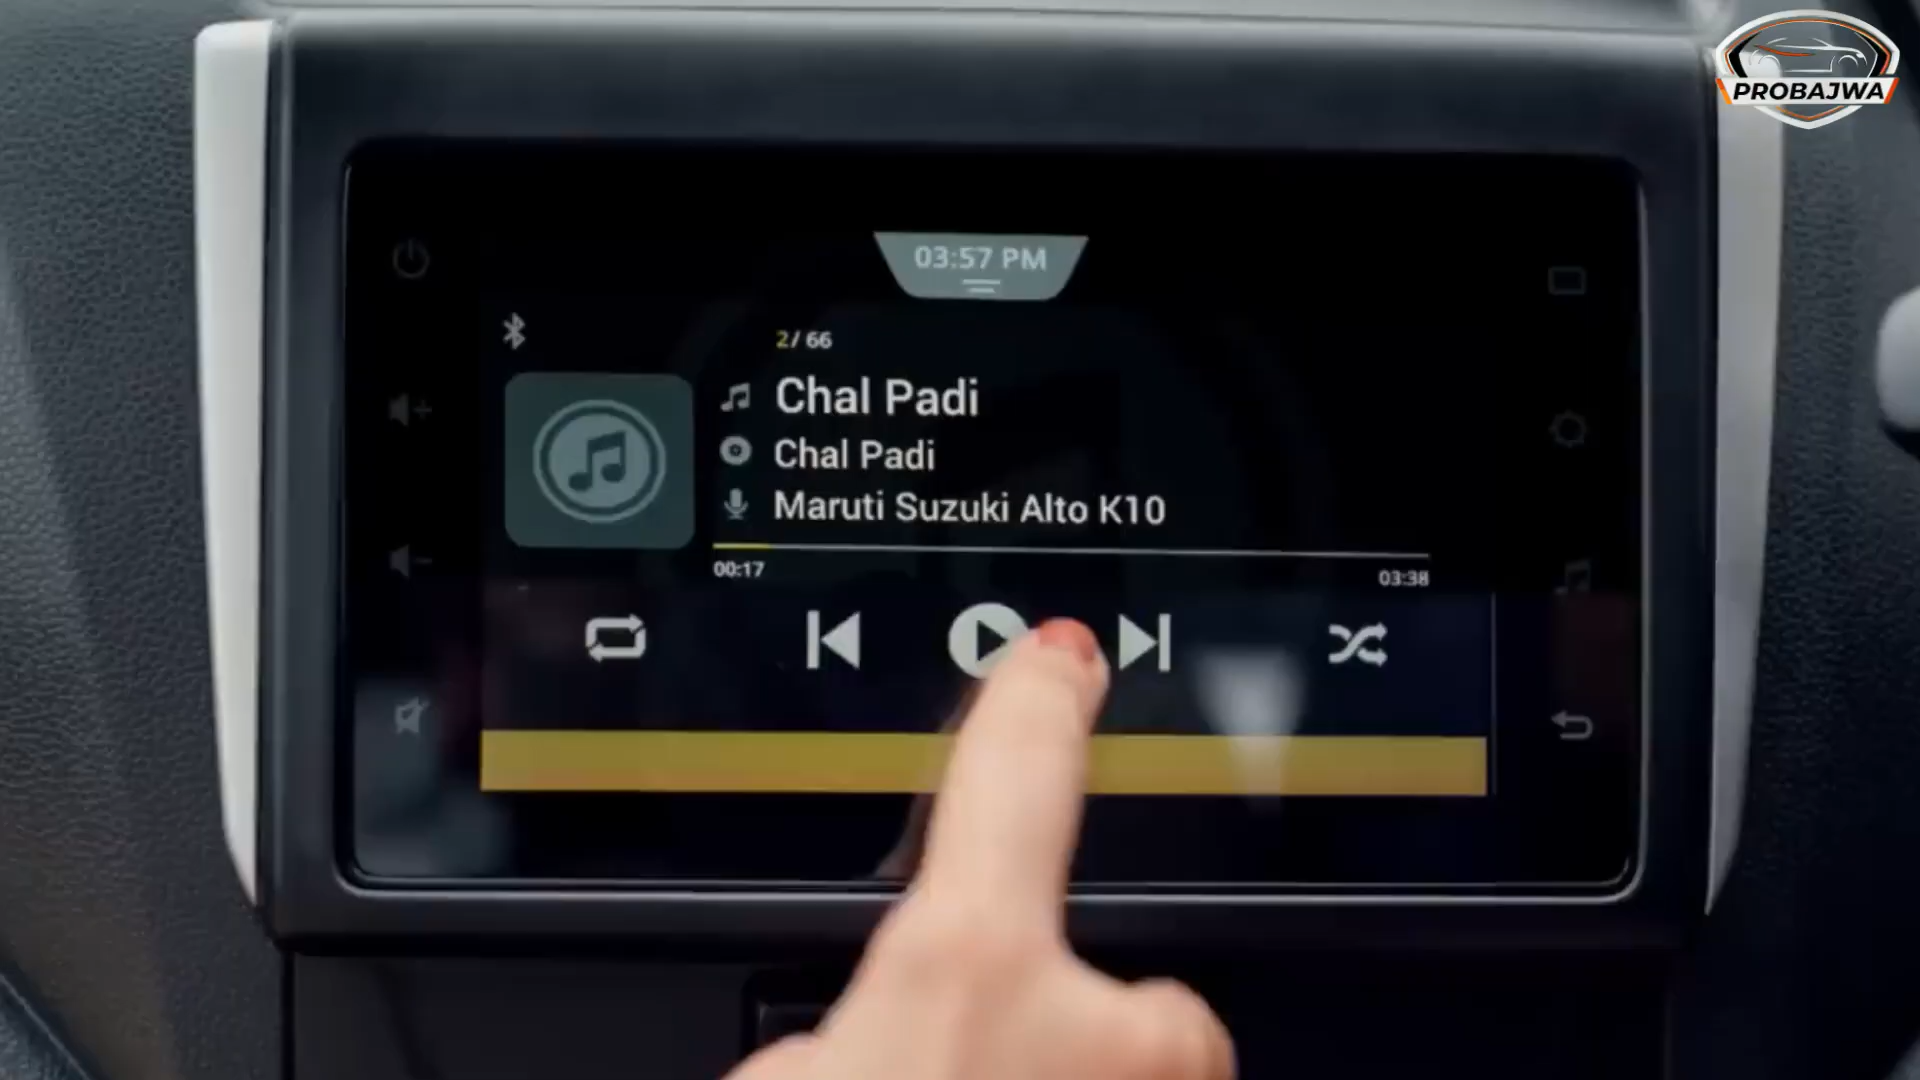 PROBAJWA
03:57 PM
2/ 66
Chal Padi
Chal Padi
Maruti Suzuki Alto K10
00:17
03:38